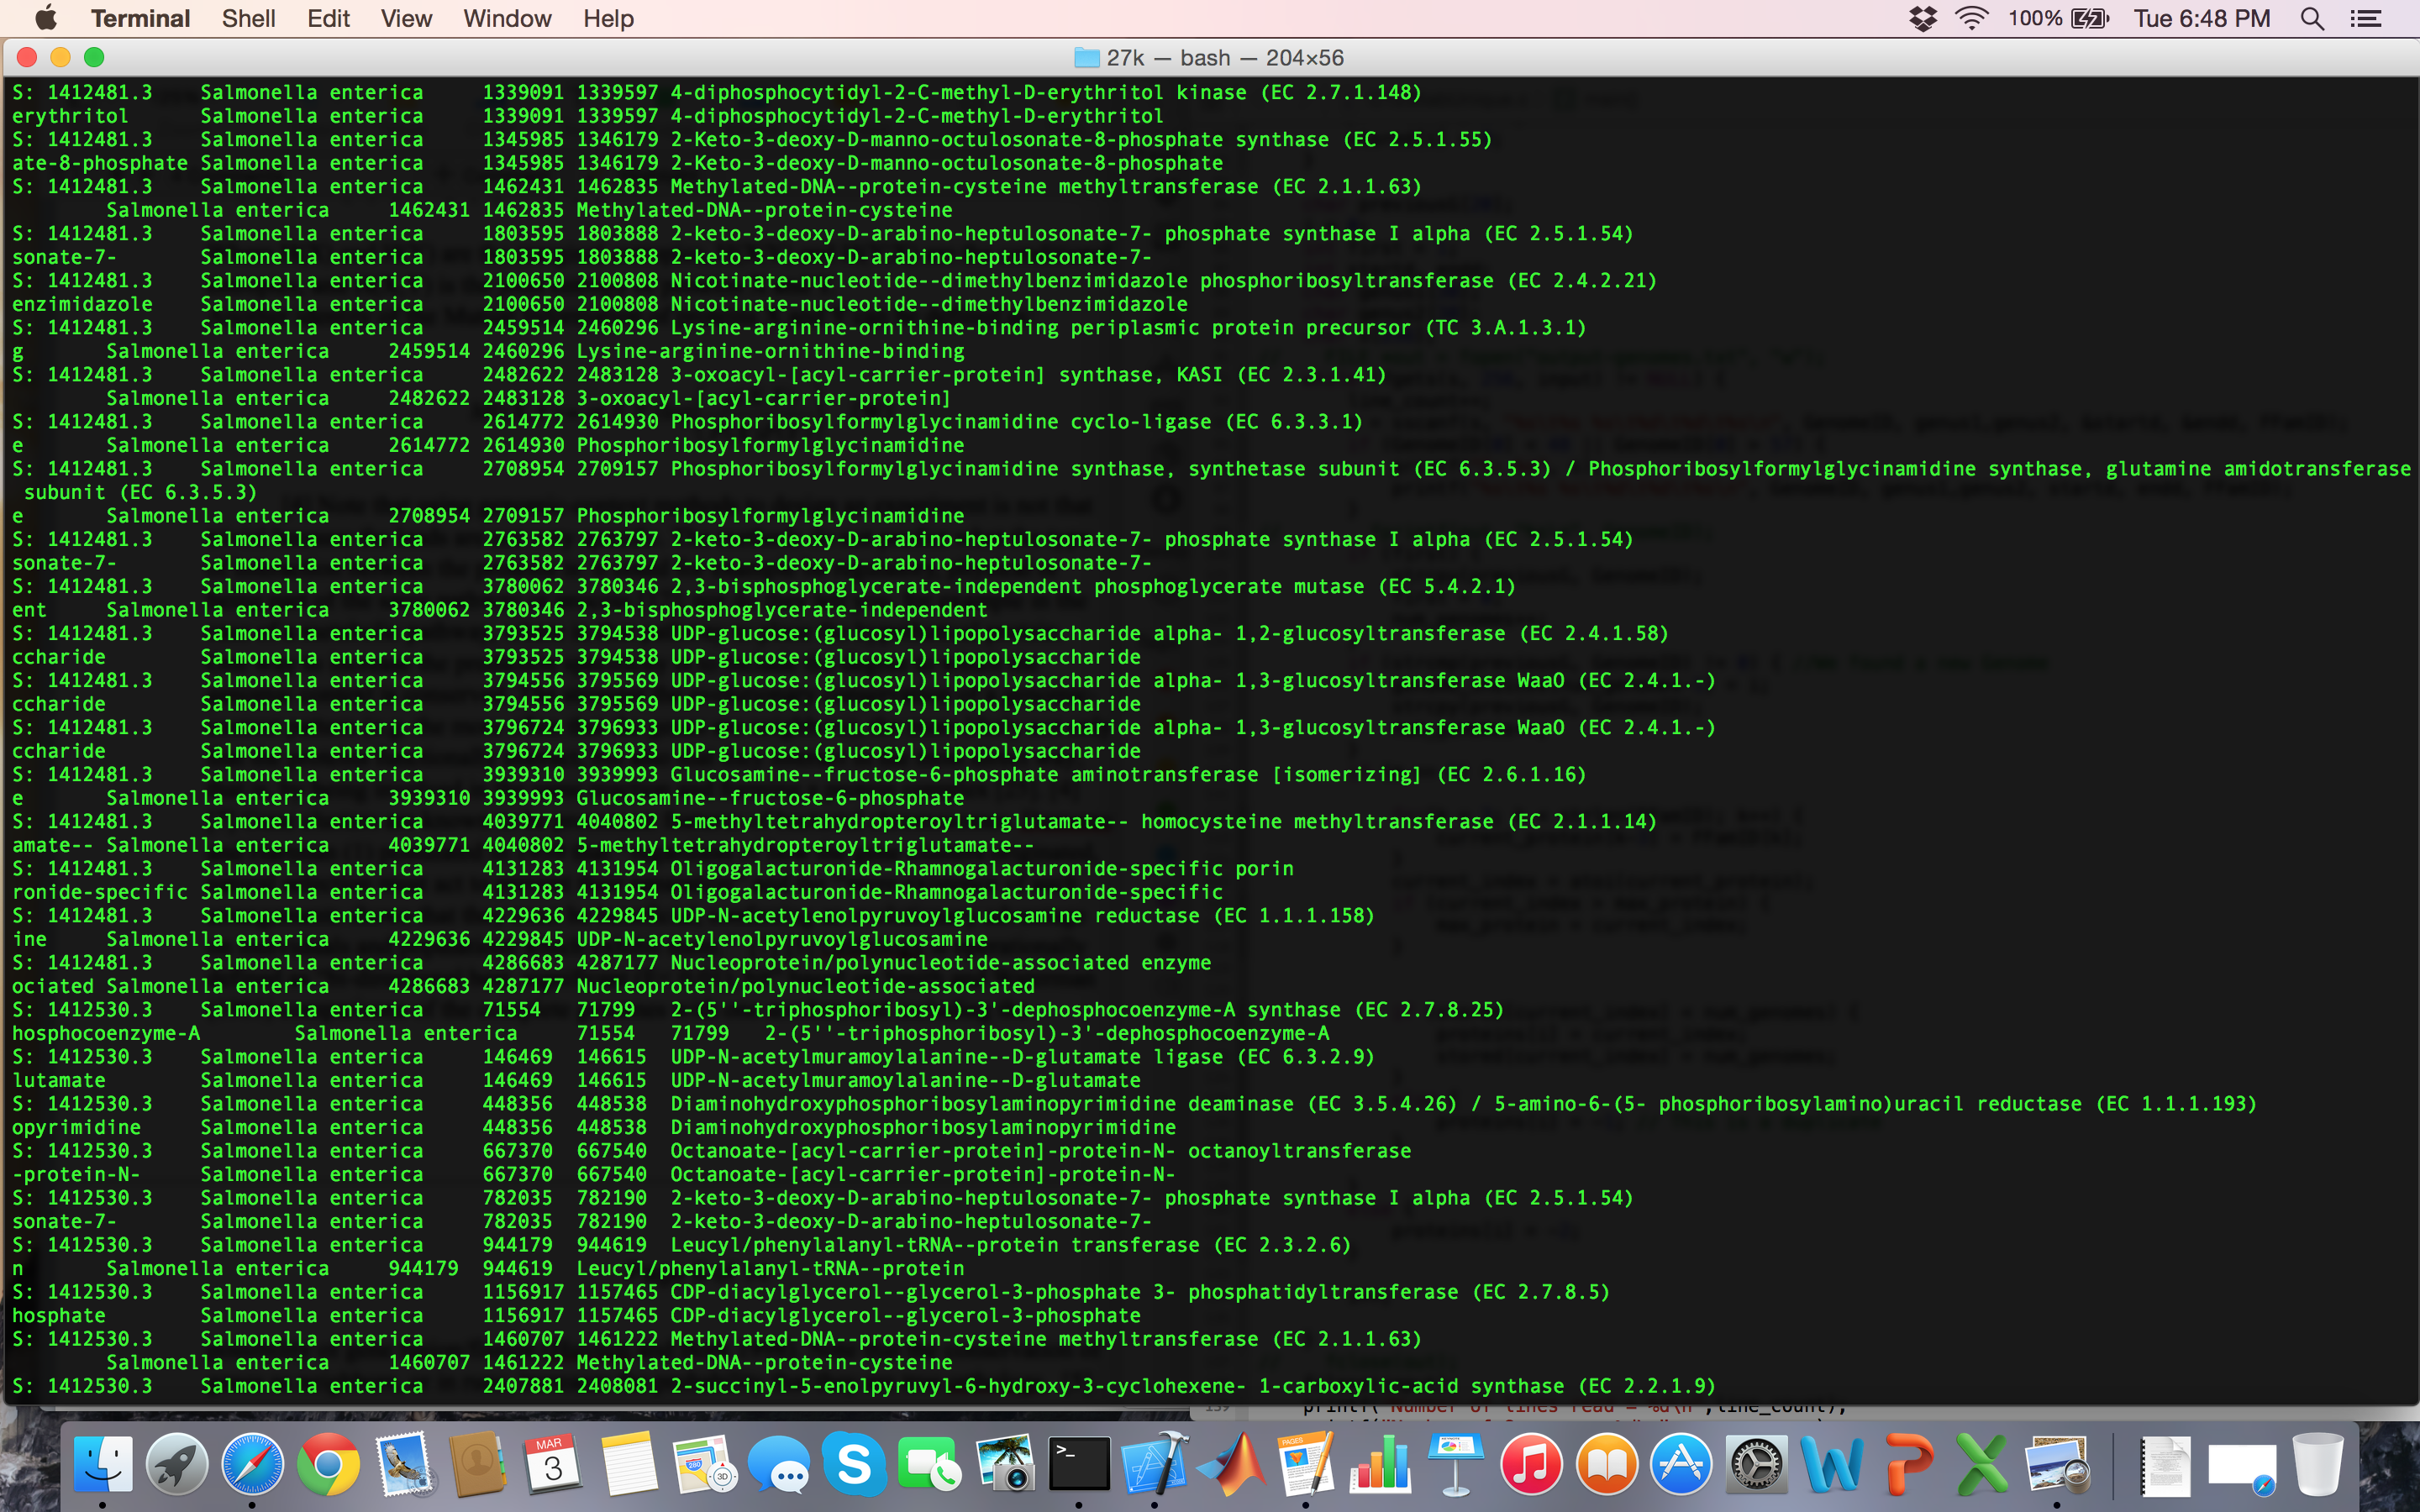 Terminal Shell Edit View Window Help 100% Tue 6:48 PM
27k — bash — 204×56
S: 1412481.3 Salmonella enterica 1339091 1339597 4-diphosphocytidyl-2-C-methyl-D-erythritol kinase (EC 2.7.1.148)
erythritol Salmonella enterica 1339091 1339597 4-diphosphocytidyl-2-C-methyl-D-erythritol
S: 1412481.3 Salmonella enterica 1345985 1346179 2-Keto-3-deoxy-D-manno-octulosonate-8-phosphate synthase (EC 2.5.1.55)
ate-8-phosphate Salmonella enterica 1345985 1346179 2-Keto-3-deoxy-D-manno-octulosonate-8-phosphate
S: 1412481.3 Salmonella enterica 1462431 1462835 Methylated-DNA--protein-cysteine methyltransferase (EC 2.1.1.63)
Salmonella enterica 1462431 1462835 Methylated-DNA--protein-cysteine
S: 1412481.3 Salmonella enterica 1803595 1803888 2-keto-3-deoxy-D-arabino-heptulosonate-7- phosphate synthase I alpha (EC 2.5.1.54)
sonate-7- Salmonella enterica 1803595 1803888 2-keto-3-deoxy-D-arabino-heptulosonate-7-
S: 1412481.3 Salmonella enterica 2100650 2100808 Nicotinate-nucleotide--dimethylbenzimidazole phosphoribosyltransferase (EC 2.4.2.21)
enzimidazole Salmonella enterica 2100650 2100808 Nicotinate-nucleotide--dimethylbenzimidazole
S: 1412481.3 Salmonella enterica 2459514 2460296 Lysine-arginine-ornithine-binding periplasmic protein precursor (TC 3.A.1.3.1)
g Salmonella enterica 2459514 2460296 Lysine-arginine-ornithine-binding
S: 1412481.3 Salmonella enterica 2482622 2483128 3-oxoacyl-[acyl-carrier-protein] synthase, KASI (EC 2.3.1.41)
Salmonella enterica 2482622 2483128 3-oxoacyl-[acyl-carrier-protein]
S: 1412481.3 Salmonella enterica 2614772 2614930 Phosphoribosylformylglycinamidine cyclo-ligase (EC 6.3.3.1)
e Salmonella enterica 2614772 2614930 Phosphoribosylformylglycinamidine
S: 1412481.3 Salmonella enterica 2708954 2709157 Phosphoribosylformylglycinamidine synthase, synthetase subunit (EC 6.3.5.3) / Phosphoribosylformylglycinamidine synthase, glutamine amidotransferase
subunit (EC 6.3.5.3)
e Salmonella enterica 2708954 2709157 Phosphoribosylformylglycinamidine
S: 1412481.3 Salmonella enterica 2763582 2763797 2-keto-3-deoxy-D-arabino-heptulosonate-7- phosphate synthase I alpha (EC 2.5.1.54)
sonate-7- Salmonella enterica 2763582 2763797 2-keto-3-deoxy-D-arabino-heptulosonate-7-
S: 1412481.3 Salmonella enterica 3780062 3780346 2,3-bisphosphoglycerate-independent phosphoglycerate mutase (EC 5.4.2.1)
ent Salmonella enterica 3780062 3780346 2,3-bisphosphoglycerate-independent
S: 1412481.3 Salmonella enterica 3793525 3794538 UDP-glucose:(glucosyl)lipopolysaccharide alpha- 1,2-glucosyltransferase (EC 2.4.1.58)
ccharide Salmonella enterica 3793525 3794538 UDP-glucose:(glucosyl)lipopolysaccharide
S: 1412481.3 Salmonella enterica 3794556 3795569 UDP-glucose:(glucosyl)lipopolysaccharide alpha- 1,3-glucosyltransferase WaaO (EC 2.4.1.-)
ccharide Salmonella enterica 3794556 3795569 UDP-glucose:(glucosyl)lipopolysaccharide
S: 1412481.3 Salmonella enterica 3796724 3796933 UDP-glucose:(glucosyl)lipopolysaccharide alpha- 1,3-glucosyltransferase WaaO (EC 2.4.1.-)
ccharide Salmonella enterica 3796724 3796933 UDP-glucose:(glucosyl)lipopolysaccharide
S: 1412481.3 Salmonella enterica 3939310 3939993 Glucosamine--fructose-6-phosphate aminotransferase [isomerizing] (EC 2.6.1.16)
e Salmonella enterica 3939310 3939993 Glucosamine--fructose-6-phosphate
S: 1412481.3 Salmonella enterica 4039771 4040802 5-methyltetrahydropteroyltriglutamate-- homocysteine methyltransferase (EC 2.1.1.14)
amate-- Salmonella enterica 4039771 4040802 5-methyltetrahydropteroyltriglutamate--
S: 1412481.3 Salmonella enterica 4131283 4131954 Oligogalacturonide-Rhamnogalacturonide-specific porin
ronide-specific Salmonella enterica 4131283 4131954 Oligogalacturonide-Rhamnogalacturonide-specific
S: 1412481.3 Salmonella enterica 4229636 4229845 UDP-N-acetylenolpyruvoylglucosamine reductase (EC 1.1.1.158)
ine Salmonella enterica 4229636 4229845 UDP-N-acetylenolpyruvoylglucosamine
S: 1412481.3 Salmonella enterica 4286683 4287177 Nucleoprotein/polynucleotide-associated enzyme
ociated Salmonella enterica 4286683 4287177 Nucleoprotein/polynucleotide-associated
S: 1412530.3 Salmonella enterica 71554 71799 2-(5''-triphosphoribosyl)-3'-dephosphocoenzyme-A synthase (EC 2.7.8.25)
hosphocoenzyme-A Salmonella enterica 71554 71799 2-(5''-triphosphoribosyl)-3'-dephosphocoenzyme-A
S: 1412530.3 Salmonella enterica 146469 146615 UDP-N-acetylmuramoylalanine--D-glutamate ligase (EC 6.3.2.9)
lutamate Salmonella enterica 146469 146615 UDP-N-acetylmuramoylalanine--D-glutamate
S: 1412530.3 Salmonella enterica 448356 448538 Diaminohydroxyphosphoribosylaminopyrimidine deaminase (EC 3.5.4.26) / 5-amino-6-(5- phosphoribosylamino)uracil reductase (EC 1.1.1.193)
opyrimidine Salmonella enterica 448356 448538 Diaminohydroxyphosphoribosylaminopyrimidine
S: 1412530.3 Salmonella enterica 667370 667540 Octanoate-[acyl-carrier-protein]-protein-N- octanoyltransferase
-protein-N- Salmonella enterica 667370 667540 Octanoate-[acyl-carrier-protein]-protein-N-
S: 1412530.3 Salmonella enterica 782035 782190 2-keto-3-deoxy-D-arabino-heptulosonate-7- phosphate synthase I alpha (EC 2.5.1.54)
sonate-7- Salmonella enterica 782035 782190 2-keto-3-deoxy-D-arabino-heptulosonate-7-
S: 1412530.3 Salmonella enterica 944179 944619 Leucyl/phenylalanyl-tRNA--protein transferase (EC 2.3.2.6)
n Salmonella enterica 944179 944619 Leucyl/phenylalanyl-tRNA--protein
S: 1412530.3 Salmonella enterica 1156917 1157465 CDP-diacylglycerol--glycerol-3-phosphate 3- phosphatidyltransferase (EC 2.7.8.5)
hosphate Salmonella enterica 1156917 1157465 CDP-diacylglycerol--glycerol-3-phosphate
S: 1412530.3 Salmonella enterica 1460707 1461222 Methylated-DNA--protein-cysteine methyltransferase (EC 2.1.1.63)
Salmonella enterica 1460707 1461222 Methylated-DNA--protein-cysteine
S: 1412530.3 Salmonella enterica 2407881 2408081 2-succinyl-5-enolpyruvyl-6-hydroxy-3-cyclohexene- 1-carboxylic-acid synthase (EC 2.2.1.9)
printf("Number of lines read = %d\n",line_count);
MAR
3
280
3D
PAGES